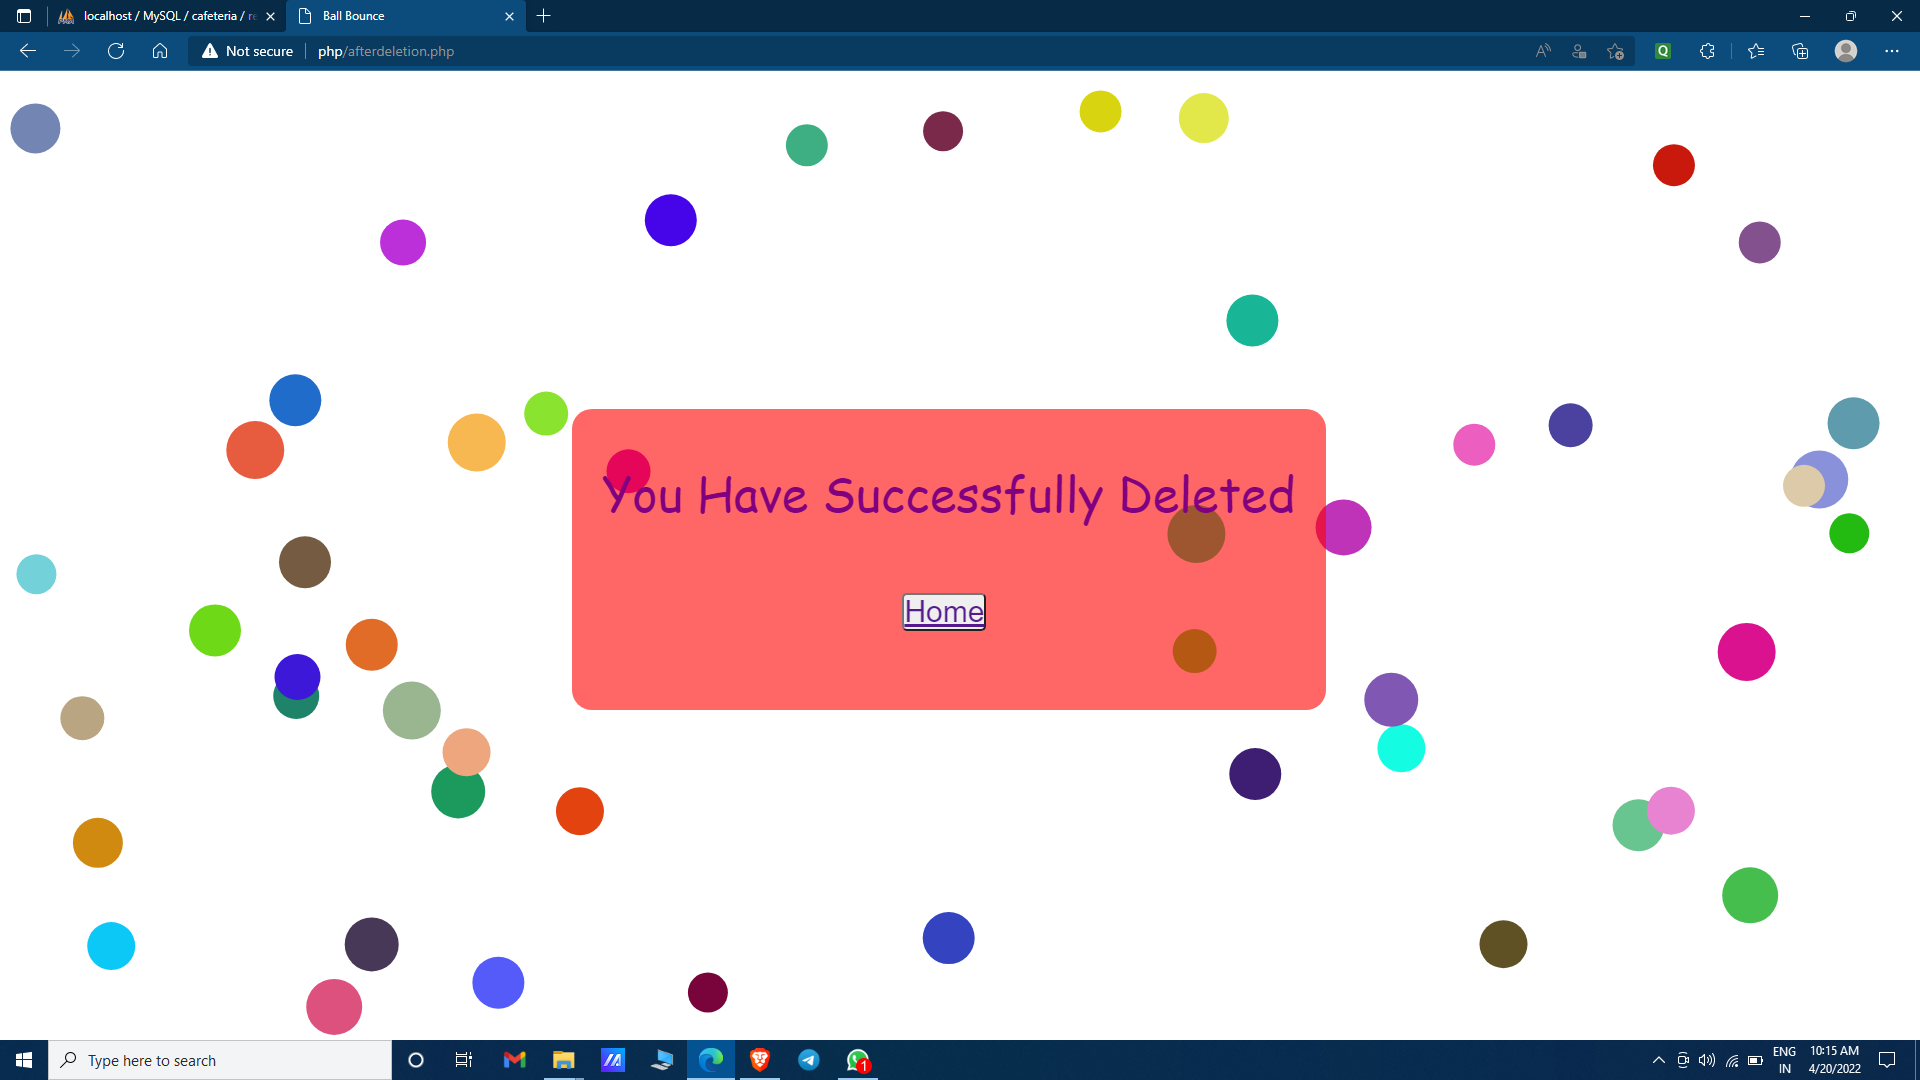 localhost / MySQL / cafeteria / re
Ball Bounce
Not secure
php/afterdeletion.php
Q
You Have Successfully Deleted
Home
Type here to search
1
ENG
IN
10:15 AM
4/20/2022